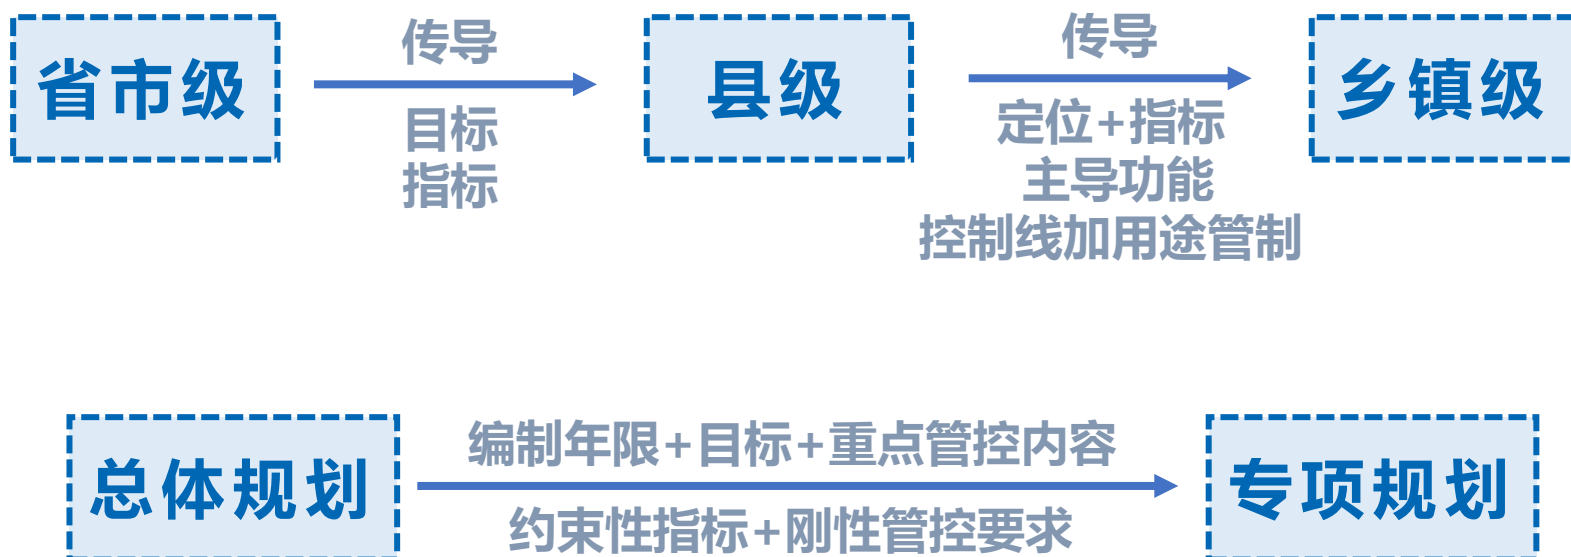 省市级
传导
目标
指标
县级
传导
定位+指标
主导功能
控制线加用途管制
乡镇级
总体规划
编制年限+目标+重点管控内容
约束性指标+刚性管控要求
专项规划